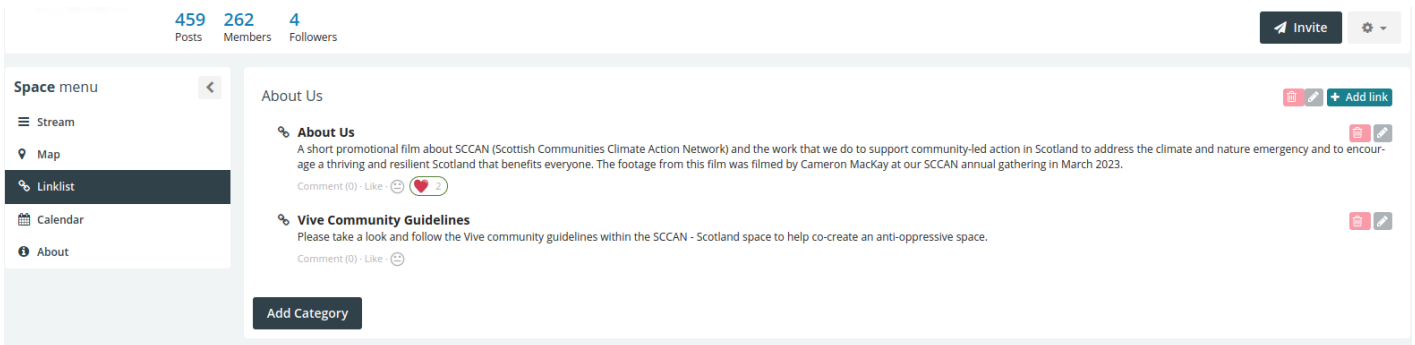 459 262 4
Posts Members Followers
Invite
Space menu
Stream
Map
Linklist
Calendar
About
About Us
Add link
About Us
A short promotional film about SCCAN (Scottish Communities Climate Action Network) and the work that we do to support community-led action in Scotland to address the climate and nature emergency and to encour-
age a thriving and resilient Scotland that benefits everyone. The footage from this film was filmed by Cameron MacKay at our SCCAN annual gathering in March 2023.
Comment (0) · Like · 2
Vive Community Guidelines
Please take a look and follow the Vive community guidelines within the SCCAN - Scotland space to help co-create an anti-oppressive space.
Comment (0) · Like ·
Add Category